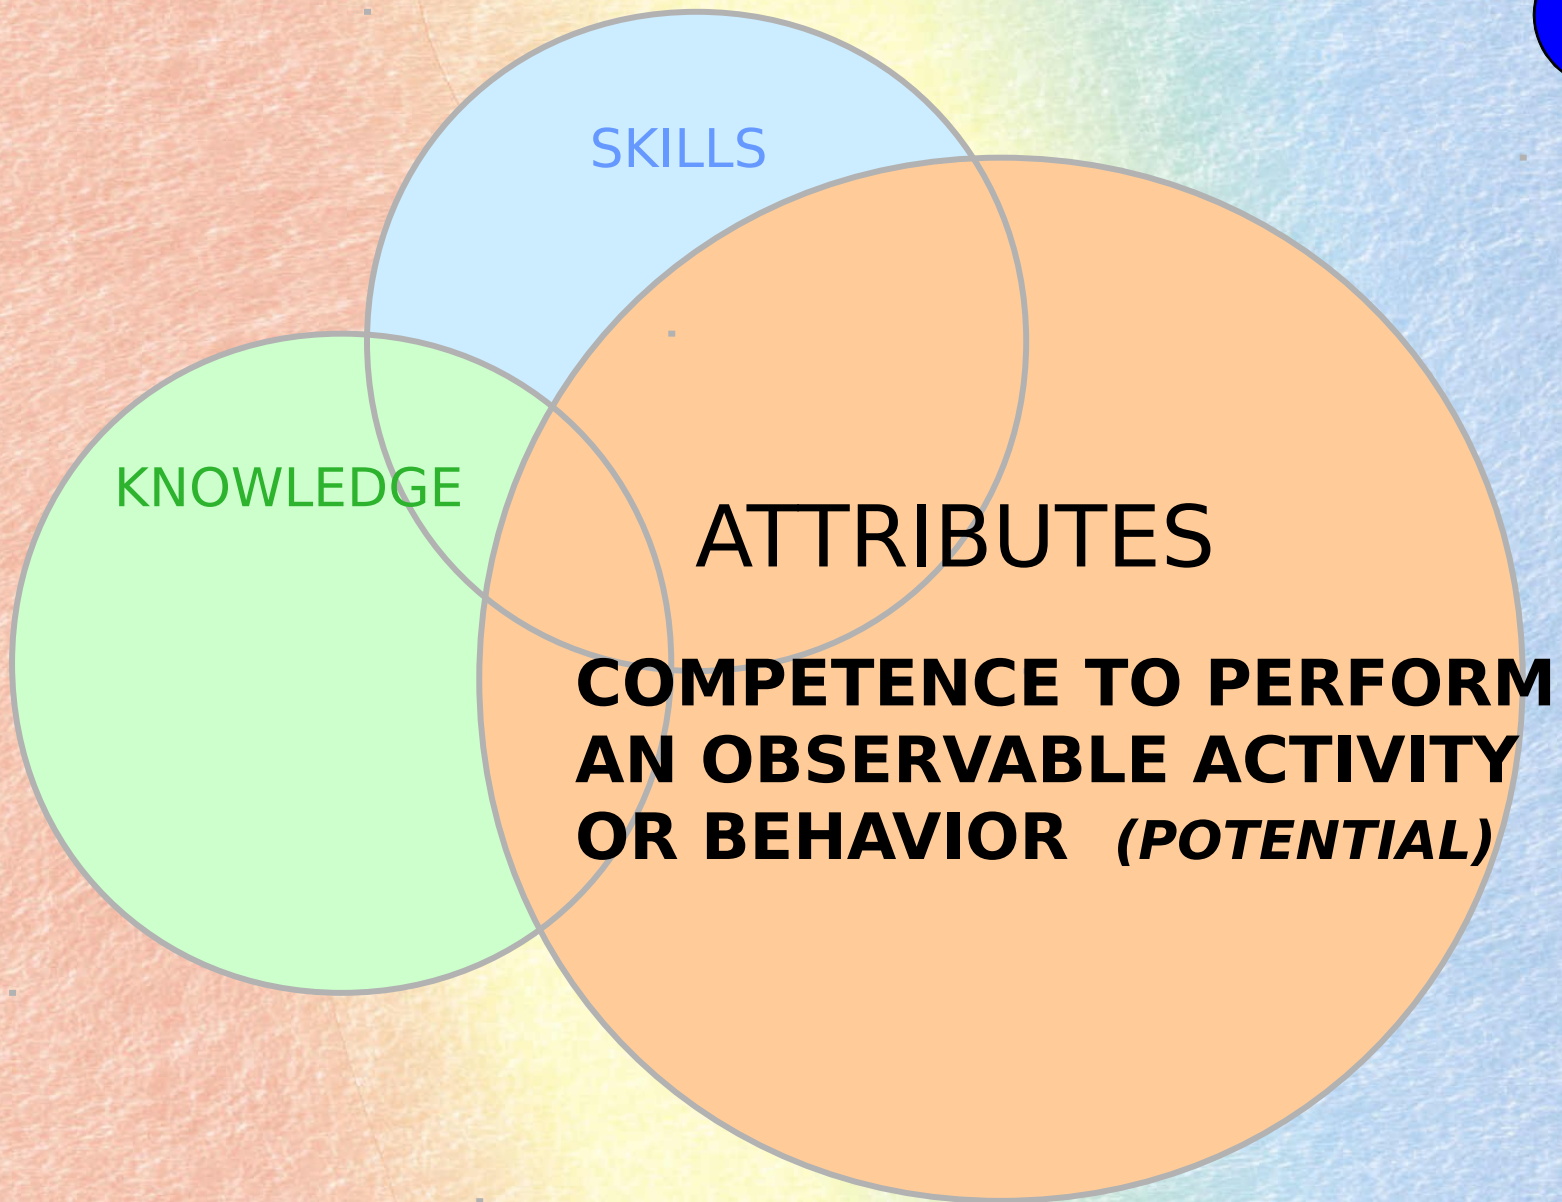 SKILLS
KNOWLEDGE
ATTRIBUTES
COMPETENCE TO PERFORM
AN OBSERVABLE ACTIVITY
OR BEHAVIOR (POTENTIAL)